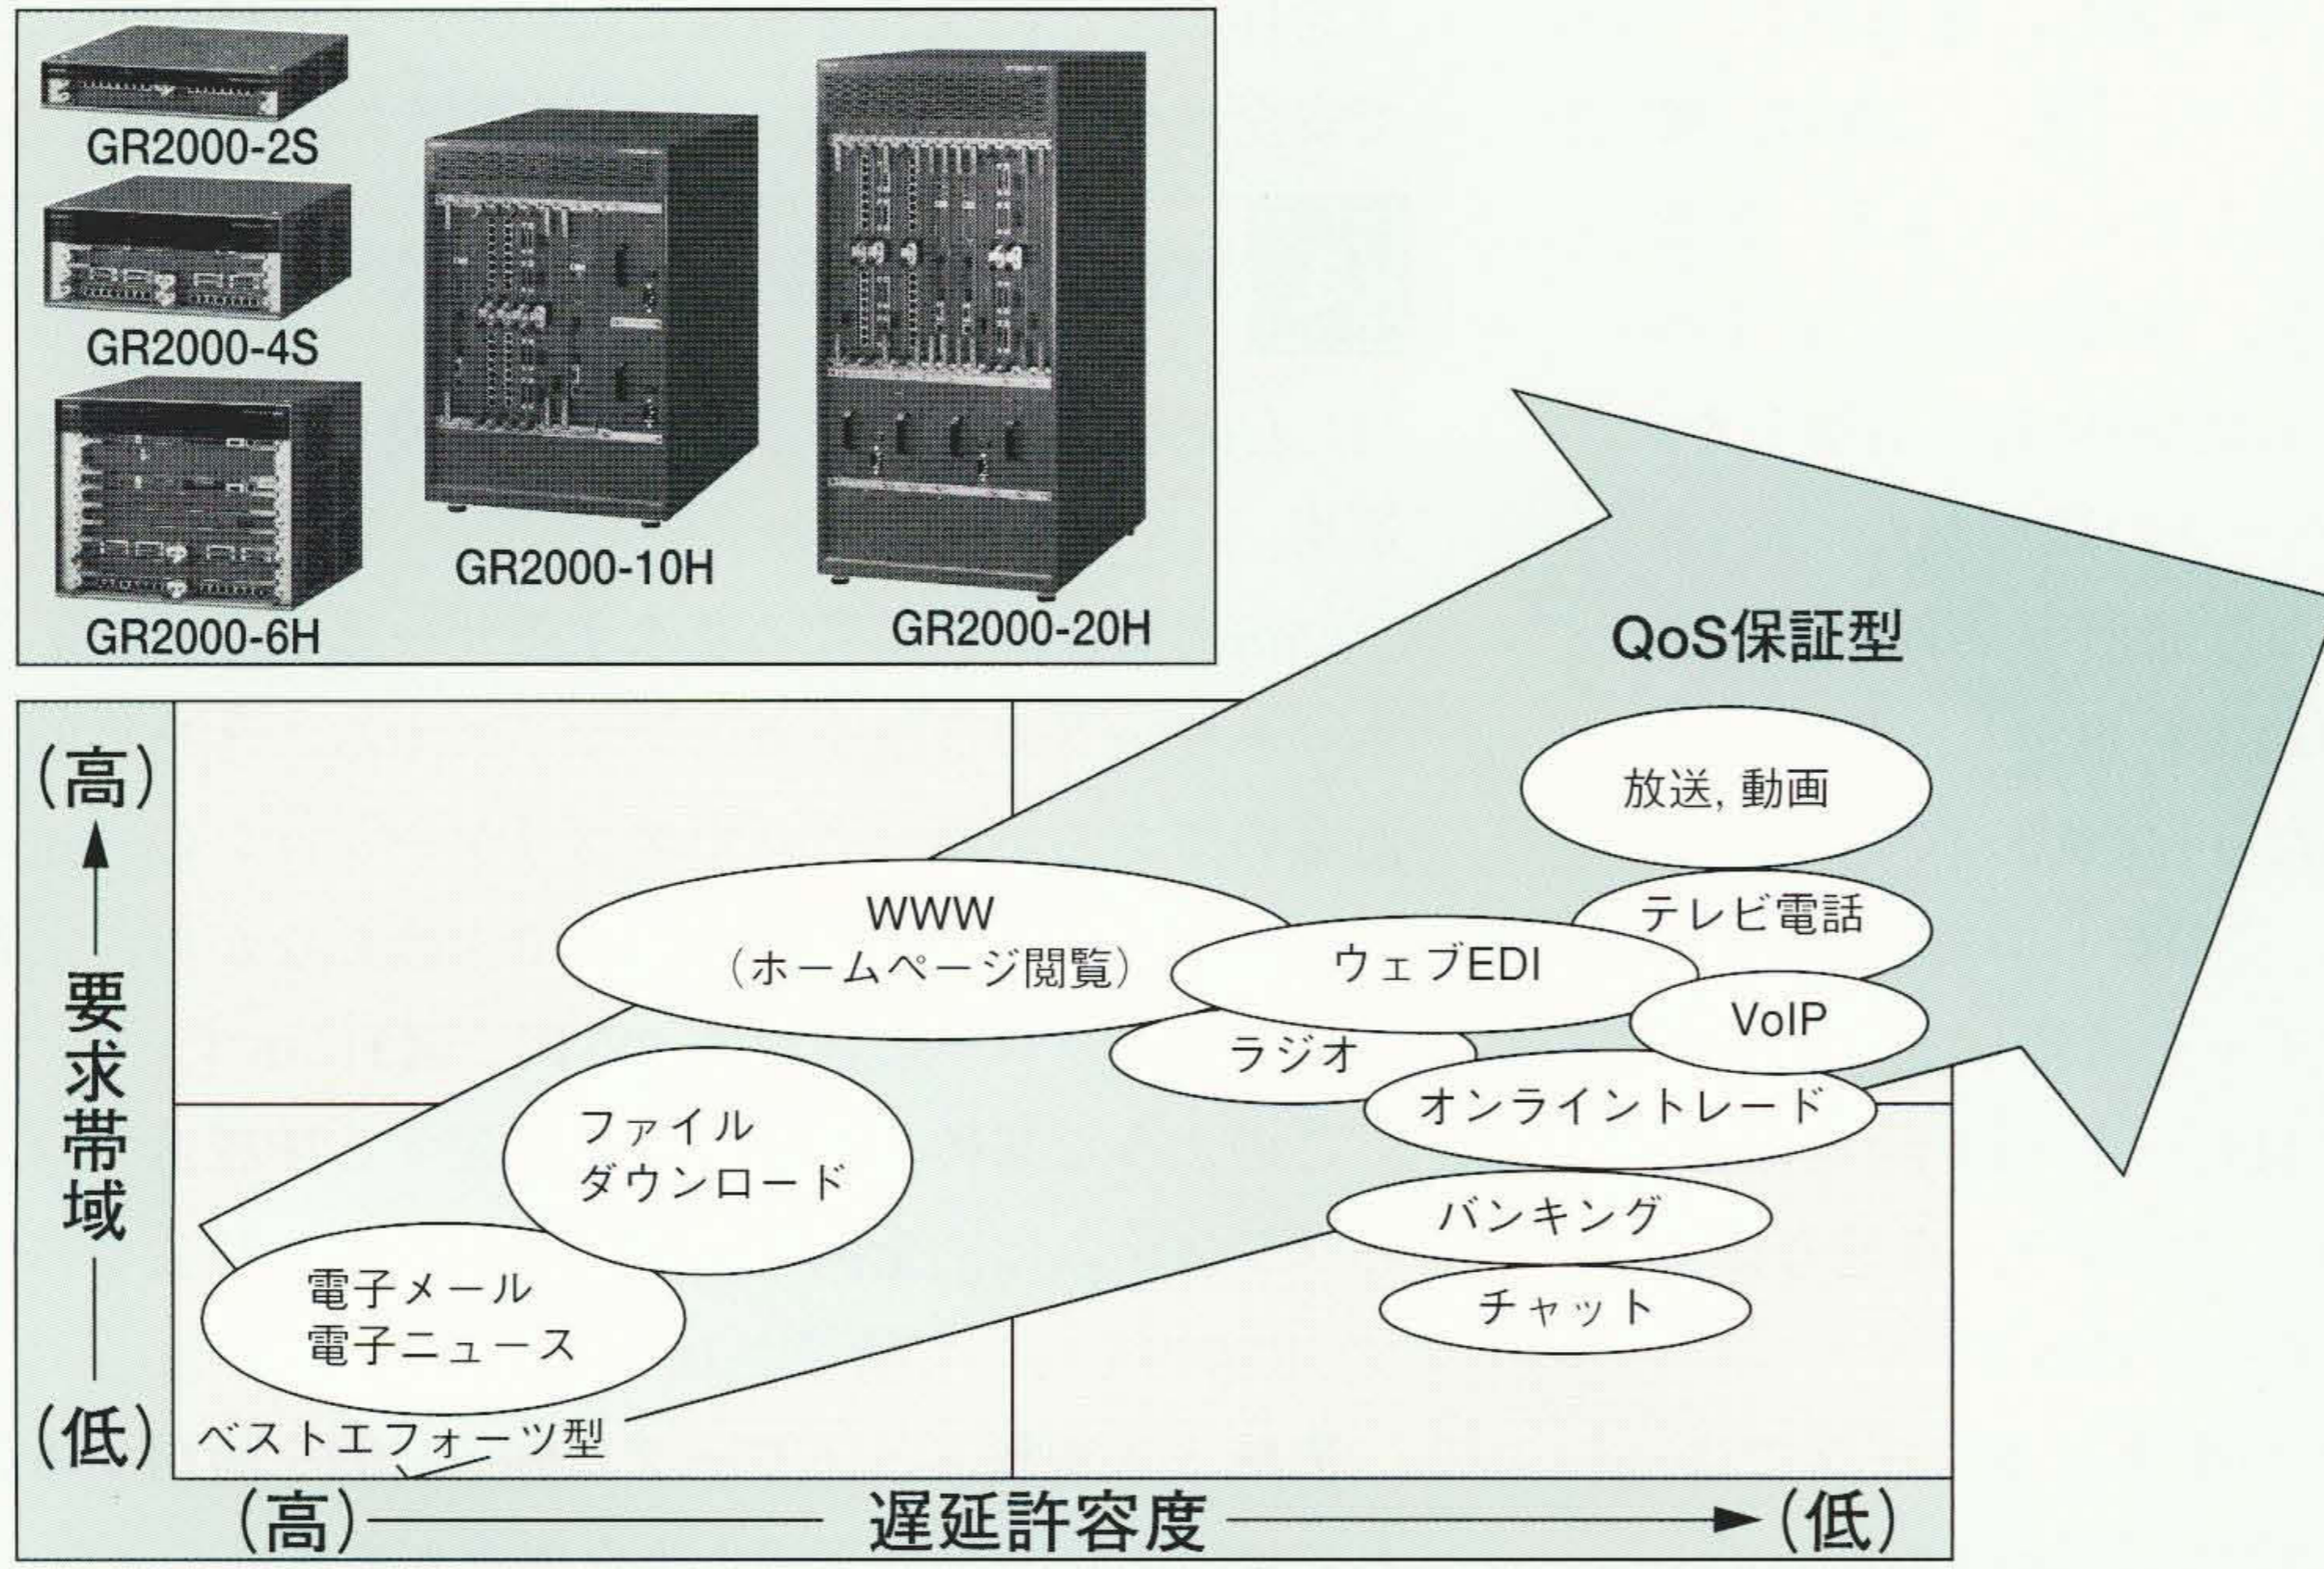 GR2000-2S
GR2000-4S
GR2000-6H
GR2000-10H
GR2000-20H
QoS保証型
(高)
要求帯域
(低)
放送, 動画
テレビ電話
WWW
(ホームページ閲覧)
ウェブEDI
VoIP
ラジオ
オンライントレード
ファイル
ダウンロード
バンキング
チャット
電子メール
電子ニュース
ベストエフォーツ型
(高)
遅延許容度
(低)